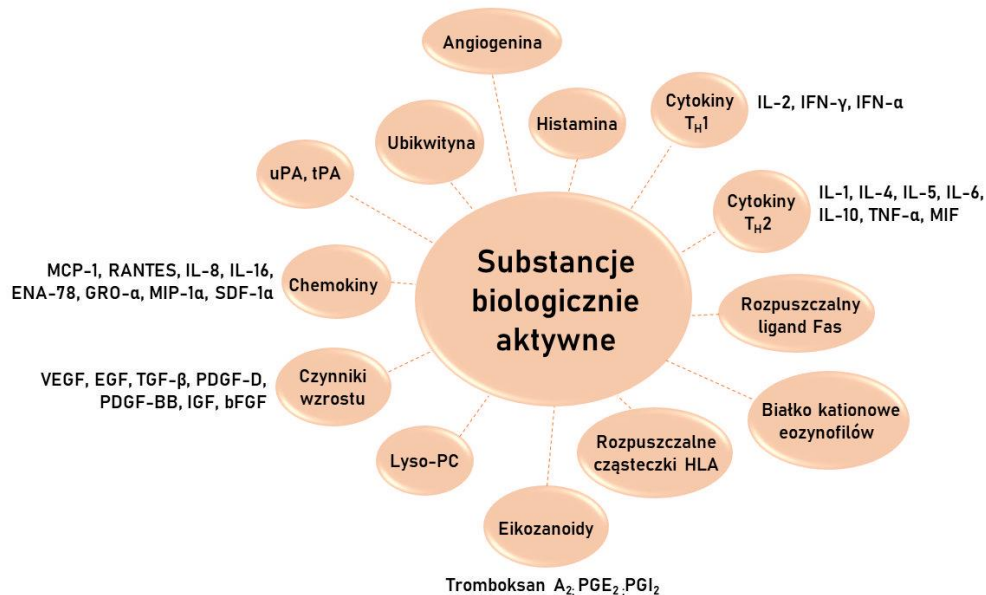 Angiogenina
Histamina
Cytokiny
T_H1
IL-2, IFN-γ, IFN-α
Ubikwityna
uPA, tPA
Cytokiny
T_H2
IL-1, IL-4, IL-5, IL-6,
IL-10, TNF-α, MIF
Substancje
biologicznie
aktywne
MCP-1, RANTES, IL-8, IL-16,
ENA-78, GRO-α, MIP-1α, SDF-1α
Chemokiny
Rozpuszczalny
ligand Fas
VEGF, EGF, TGF-β, PDGF-D,
PDGF-BB, IGF, bFGF
Czynniki
wzrostu
Białko kationowe
eozynofilów
Lyso-PC
Rozpuszczalne
cząsteczki HLA
Eikozanoidy
Tromboksan A₂; PGE₂ ; PGI₂